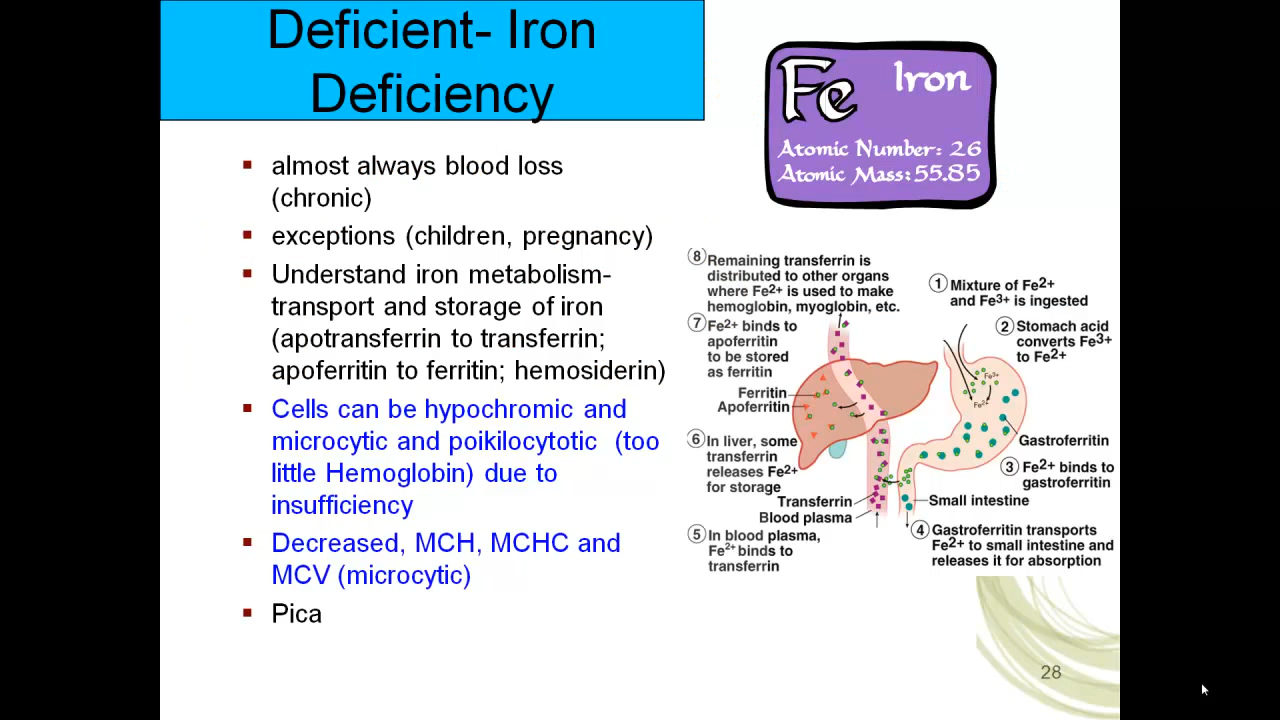 Deficient- Iron
Deficiency
almost always blood loss
(chronic)
exceptions (children, pregnancy)
Understand iron metabolism-
transport and storage of iron
(apotransferrin to transferrin;
apoferritin to ferritin; hemosiderin)
Cells can be hypochromic and
microcytic and poikilocytotic (too
little Hemoglobin) due to
insufficiency
Decreased, MCH, MCHC and
MCV (microcytic)
Pica
Fe Iron
Atomic Number: 26
Atomic Mass: 55.85
8 Remaining transferrin is
distributed to other organs
where Fe2+ is used to make
hemoglobin, myoglobin, etc.
7 Fe2+ binds to
apoferritin
to be stored
as ferritin
Ferritin
Apoferritin
6 In liver, some
transferrin
releases Fe2+
for storage
Transferrin
Blood plasma
5 In blood plasma,
Fe2+ binds to
transferrin
1 Mixture of Fe2+
and Fe3+ is ingested
2 Stomach acid
converts Fe3+
to Fe2+
Fe3+
Fe2+
Gastroferritin
3 Fe2+ binds to
gastroferritin
Small intestine
4 Gastroferritin transports
Fe2+ to small intestine and
releases it for absorption
28